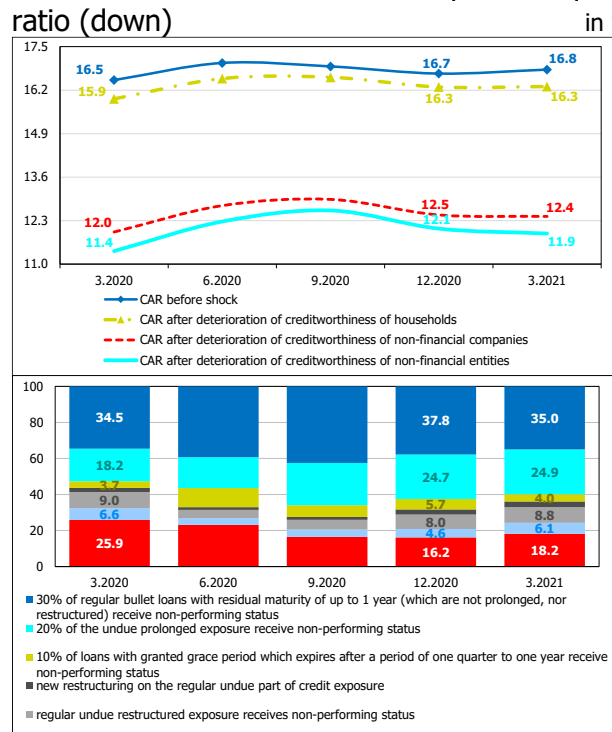 ratio (down)
in
17.5
16.2
14.9
13.6
12.3
11.0
16.5
16.7
16.8
15.9
16.3
16.3
12.0
12.5
12.4
11.4
12.1
11.9
3.2020 6.2020 9.2020 12.2020 3.2021
CAR before shock
CAR after deterioration of creditworthiness of households
CAR after deterioration of creditworthiness of non-financial companies
CAR after deterioration of creditworthiness of non-financial entities
100
80
60
40
20
0
34.5 37.8 35.0
18.2 24.7 24.9
3.7 5.7 4.0
9.0 8.0 8.8
6.6 4.6 6.1
25.9 16.2 18.2
3.2020 6.2020 9.2020 12.2020 3.2021
30% of regular bullet loans with residual maturity of up to 1 year (which are not prolonged, nor
restructured) receive non-performing status
20% of the undue prolonged exposure receive non-performing status
10% of loans with granted grace period which expires after a period of one quarter to one year receive
non-performing status
new restructuring on the regular undue part of credit exposure
regular undue restructured exposure receives non-performing status